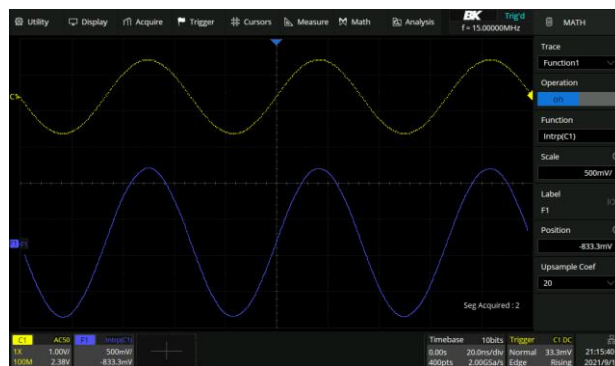 Utility Display Acquire Trigger Cursors Measure Math Analysis BK Trig'd
f = 15.00000MHz
MATH
Trace
Function1
Operation
on
Function
Intrp(C1)
Scale
500mV/
Label
F1
Position
-833.3mV
Upsample Coef
20
C1
F1
Seg Acquired : 2
C1 AC50
1X 1.00V/
100M 2.38V
F1 Intrp(C1)
500mV/
-833.3mV
Timebase 10bits
0.00s 20.0ns/div
400pts 2.00GSa/s
Trigger C1 DC
Normal 33.3mV
Edge Rising
21:15:40